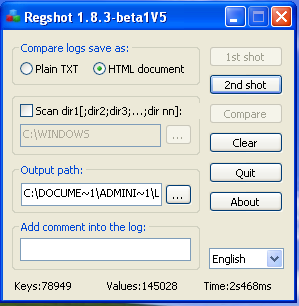 Regshot 1.8.3-beta1V5
Compare logs save as:
Plain TXT
HTML document
1st shot
2nd shot
Scan dir1[;dir2;dir3;...;dir nn]:
C:\WINDOWS
...
Compare
Clear
Output path:
C:\DOCUME~1\ADMINI~1\L
...
Quit
About
Add comment into the log:
English
Keys:78949
Values:145028
Time:2s468ms